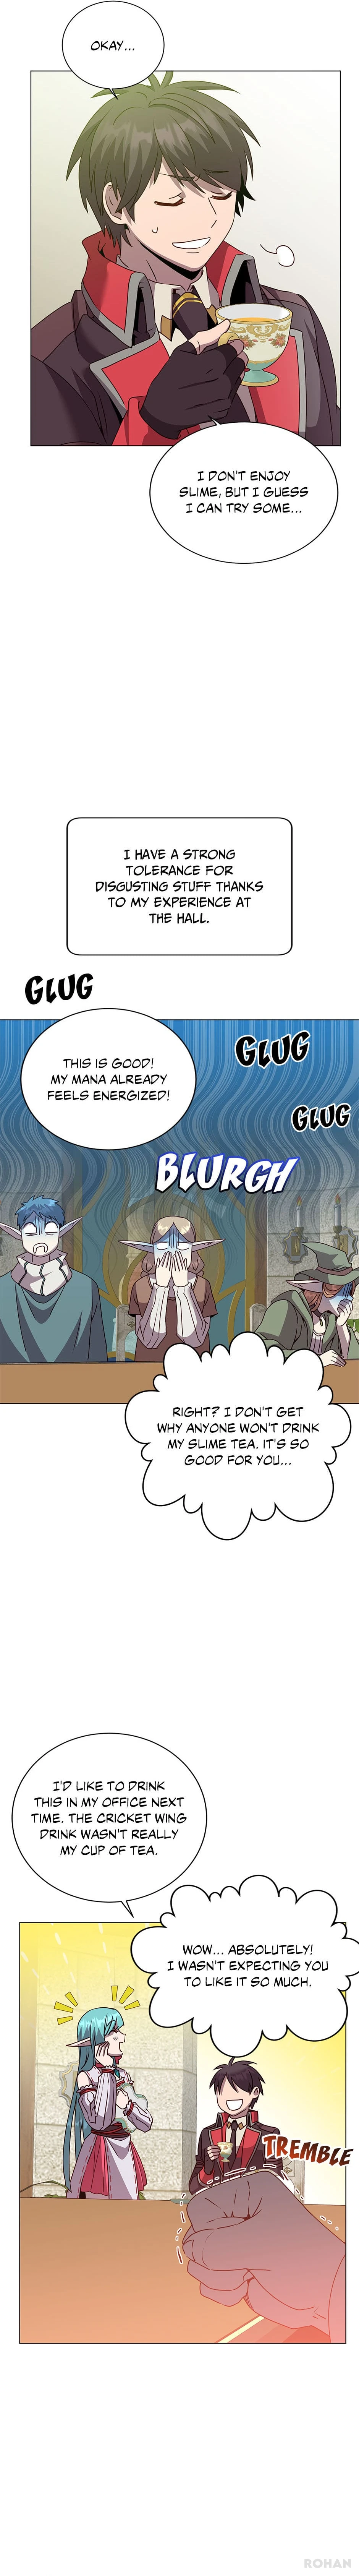 OKAY...
I DON'T ENJOY
SLIME, BUT I GUESS
I CAN TRY SOME...
I HAVE A STRONG
TOLERANCE FOR
DISGUSTING STUFF THANKS
TO MY EXPERIENCE AT
THE HALL.
GLUG
THIS IS GOOD!
MY MANA ALREADY
FEELS ENERGIZED!
GLUG
GLUG
BLURGH
RIGHT? I DON'T GET
WHY ANYONE WON'T DRINK
MY SLIME TEA. IT'S SO
GOOD FOR YOU...
I'D LIKE TO DRINK
THIS IN MY OFFICE NEXT
TIME. THE CRICKET WING
DRINK WASN'T REALLY
MY CUP OF TEA.
WOW... ABSOLUTELY!
I WASN'T EXPECTING YOU
TO LIKE IT SO MUCH.
TREMBLE
ROHAN